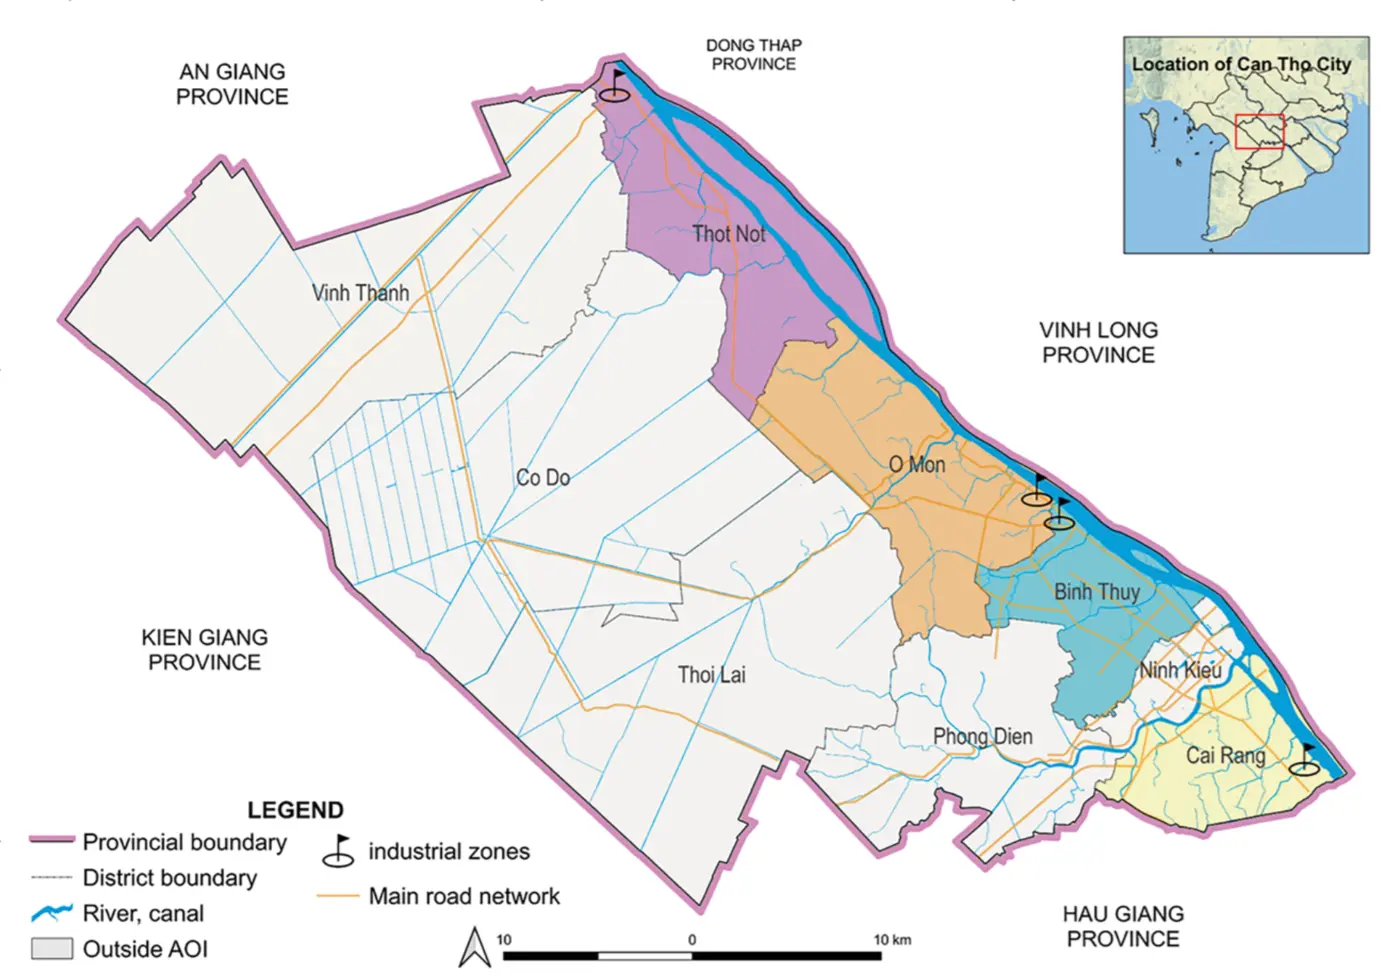 AN GIANG
PROVINCE
DONG THAP
PROVINCE
Location of Can Tho City
Thot Not
Vinh Thanh
VINH LONG
PROVINCE
O Mon
Co Do
Binh Thuy
KIEN GIANG
PROVINCE
Thoi Lai
Ninh Kieu
Phong Dien
Cai Rang
LEGEND
Provincial boundary
District boundary
River, canal
Outside AOI
industrial zones
Main road network
10 0 10 km
HAU GIANG
PROVINCE